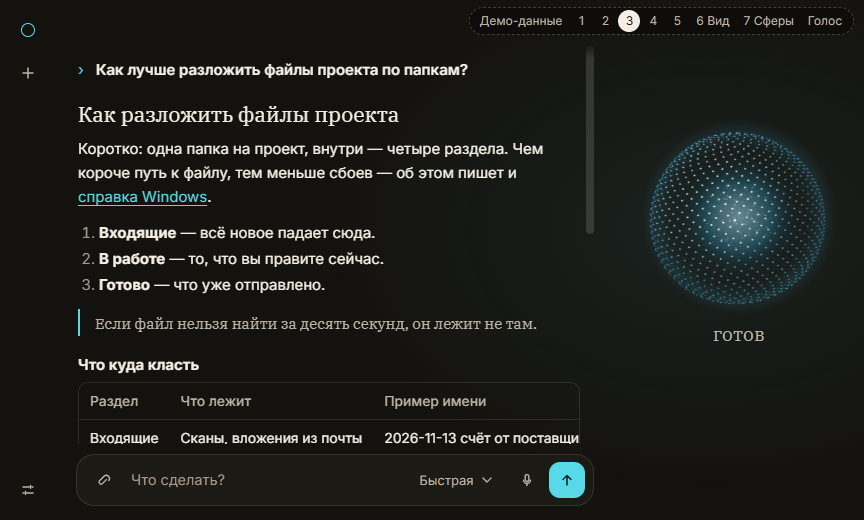 Демо-данные 1 2 3 4 5 6 Вид 7 Сферы Голос
Как лучше разложить файлы проекта по папкам?
Как разложить файлы проекта
Коротко: одна папка на проект, внутри — четыре раздела. Чем
короче путь к файлу, тем меньше сбоев — об этом пишет и
справка Windows.
1. Входящие — всё новое падает сюда.
2. В работе — то, что вы правите сейчас.
3. Готово — что уже отправлено.
Если файл нельзя найти за десять секунд, он лежит не там.
готов
Что куда класть
Раздел Что лежит Пример имени
Входящие Сканы, вложения из почты 2026-11-13 счёт от поставщи
Что сделать? Быстрая